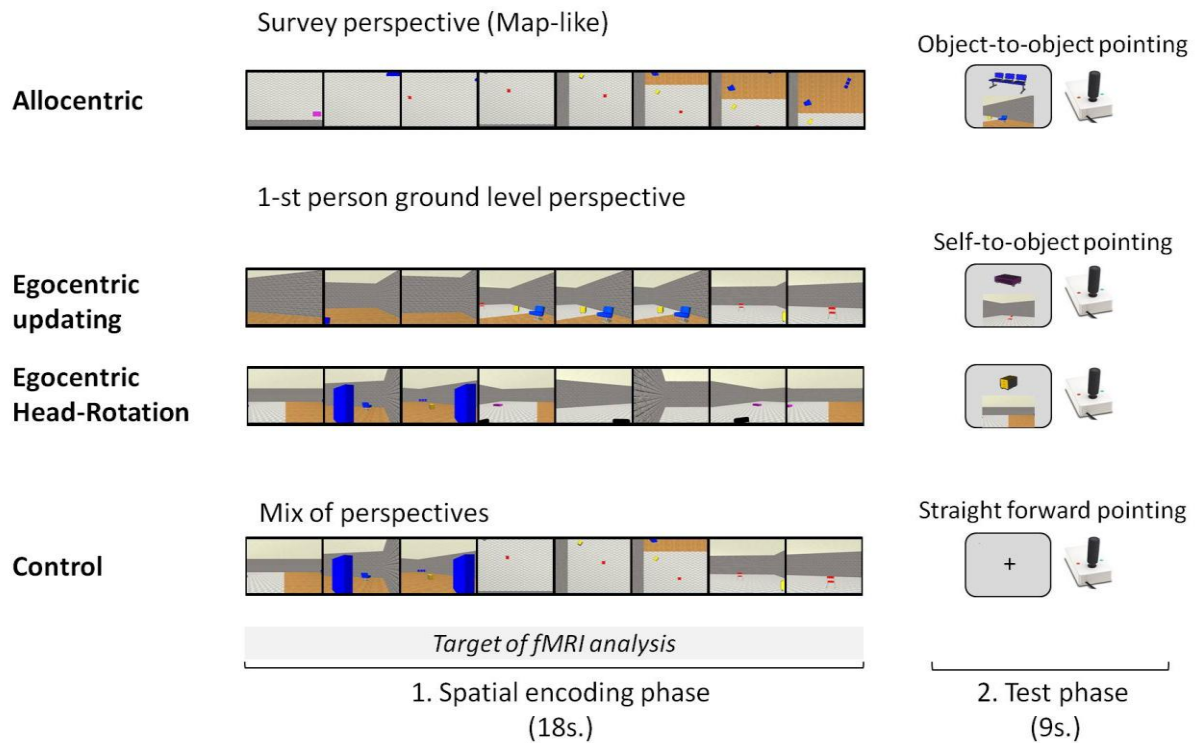 Survey perspective (Map-like)
Object-to-object pointing
Allocentric
1-st person ground level perspective
Self-to-object pointing
Egocentric
updating
Egocentric
Head-Rotation
Mix of perspectives
Straight forward pointing
Control
+
Target of fMRI analysis
1. Spatial encoding phase
(18s.)
2. Test phase
(9s.)